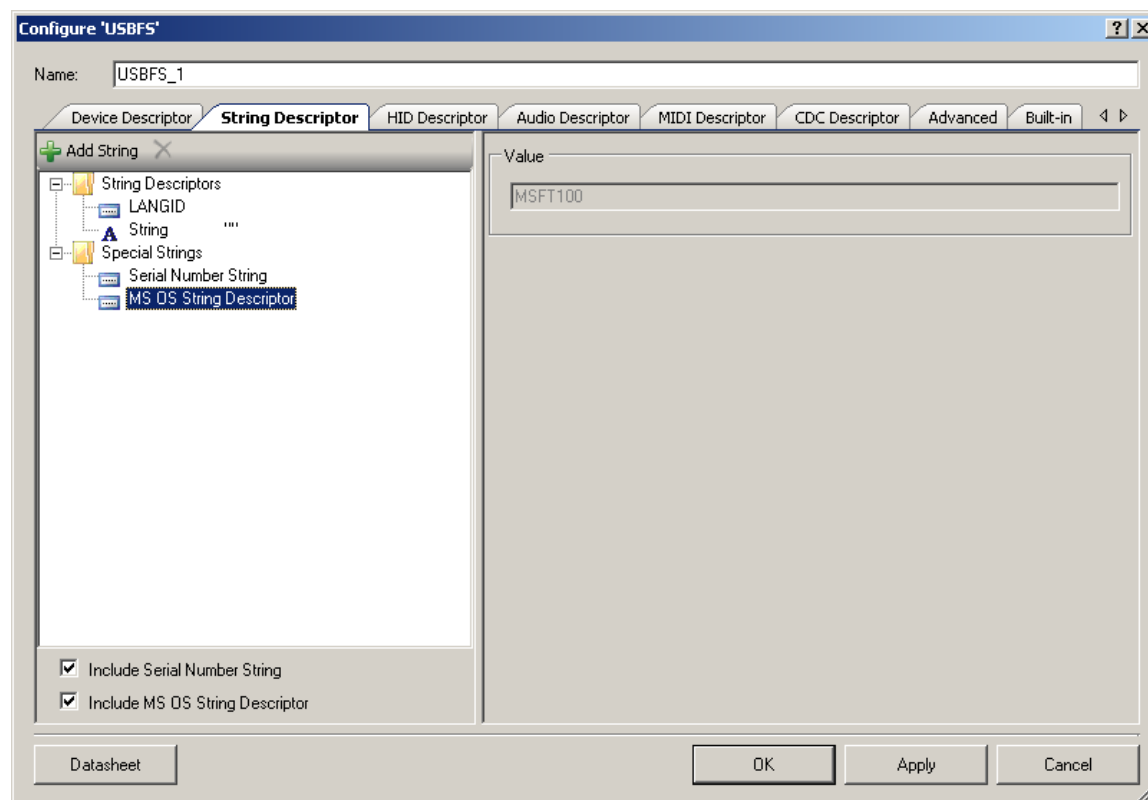 Configure 'USBFS'
Name: USBFS_1
Device Descriptor String Descriptor HID Descriptor Audio Descriptor MIDI Descriptor CDC Descriptor Advanced Built-in
Add String
String Descriptors
LANGID
String ""
Special Strings
Serial Number String
MS OS String Descriptor
Value
MSFT100
Include Serial Number String
Include MS OS String Descriptor
Datasheet OK Apply Cancel